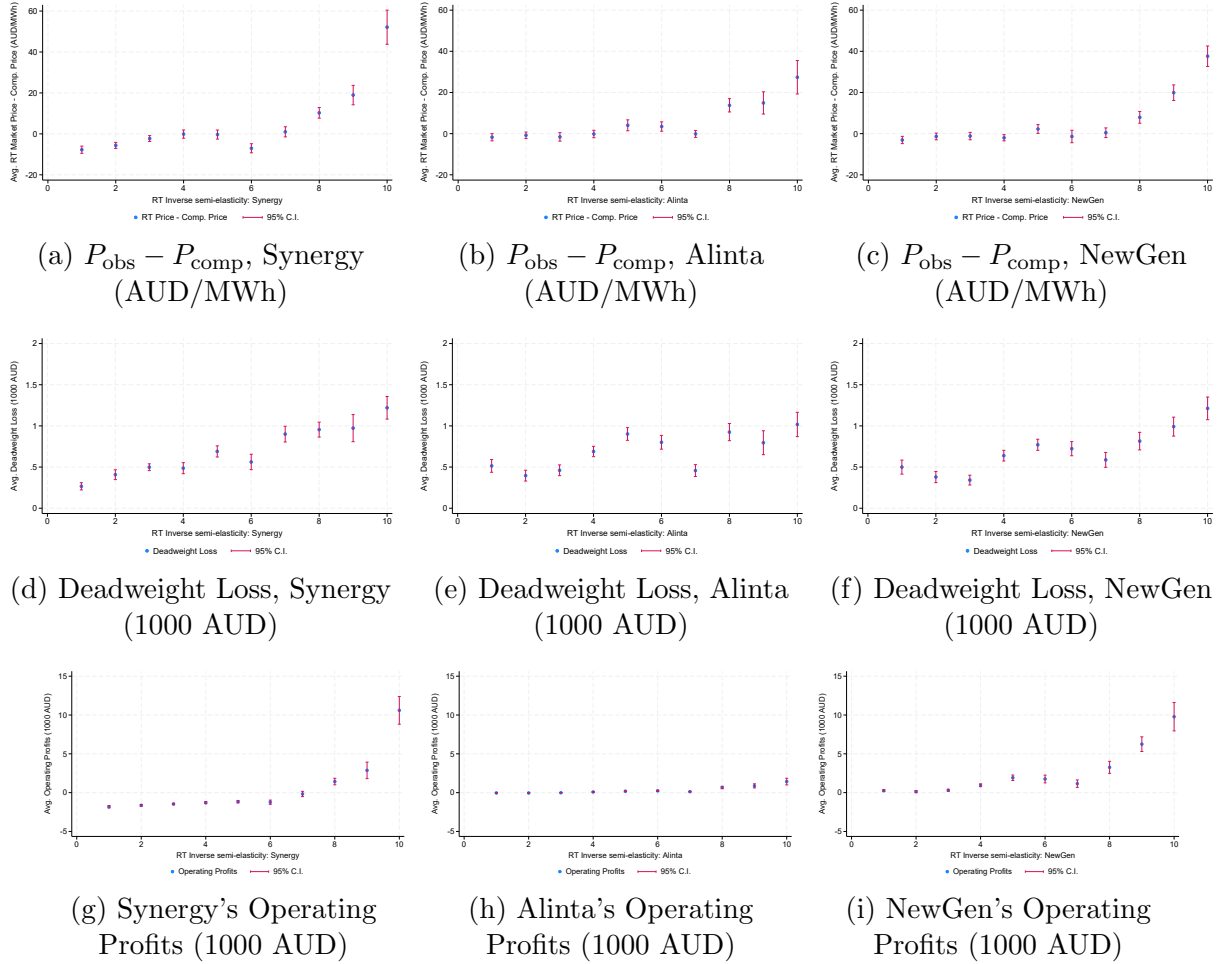 Avg. RT Market Price - Comp. Price (AUD/MWh)
60
40
20
0
-20
0 2 4 6 8 10
RT Inverse semi-elasticity: Synergy
RT Price - Comp. Price 95% C.I.
(a) P_obs − P_comp, Synergy
(AUD/MWh)
Avg. RT Market Price - Comp. Price (AUD/MWh)
60
40
20
0
-20
0 2 4 6 8 10
RT Inverse semi-elasticity: Alinta
RT Price - Comp. Price 95% C.I.
(b) P_obs − P_comp, Alinta
(AUD/MWh)
Avg. RT Market Price - Comp. Price (AUD/MWh)
60
40
20
0
-20
0 2 4 6 8 10
RT Inverse semi-elasticity: NewGen
RT Price - Comp. Price 95% C.I.
(c) P_obs − P_comp, NewGen
(AUD/MWh)
Avg. Deadweight Loss (1000 AUD)
2
1.5
1
.5
0
0 2 4 6 8 10
RT Inverse semi-elasticity: Synergy
Deadweight Loss 95% C.I.
(d) Deadweight Loss, Synergy
(1000 AUD)
Avg. Deadweight Loss (1000 AUD)
2
1.5
1
.5
0
0 2 4 6 8 10
RT Inverse semi-elasticity: Alinta
Deadweight Loss 95% C.I.
(e) Deadweight Loss, Alinta
(1000 AUD)
Avg. Deadweight Loss (1000 AUD)
2
1.5
1
.5
0
0 2 4 6 8 10
RT Inverse semi-elasticity: NewGen
Deadweight Loss 95% C.I.
(f) Deadweight Loss, NewGen
(1000 AUD)
Avg. Operating Profits (1000 AUD)
15
10
5
0
-5
0 2 4 6 8 10
RT Inverse semi-elasticity: Synergy
Operating Profits 95% C.I.
(g) Synergy's Operating
Profits (1000 AUD)
Avg. Operating Profits (1000 AUD)
15
10
5
0
-5
0 2 4 6 8 10
RT Inverse semi-elasticity: Alinta
Operating Profits 95% C.I.
(h) Alinta's Operating
Profits (1000 AUD)
Avg. Operating Profits (1000 AUD)
15
10
5
0
-5
0 2 4 6 8 10
RT Inverse semi-elasticity: NewGen
Operating Profits 95% C.I.
(i) NewGen's Operating
Profits (1000 AUD)